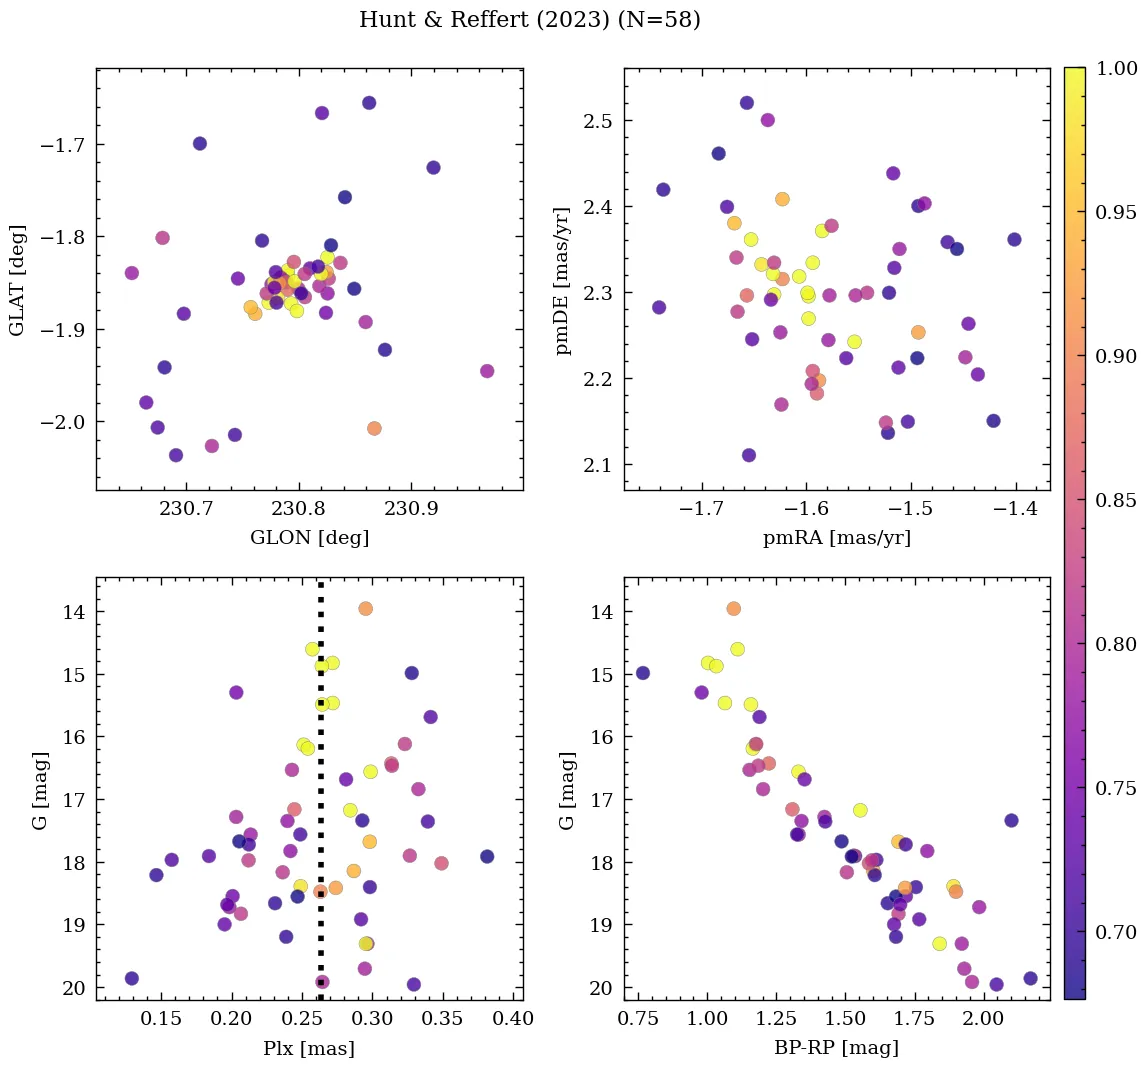 Hunt & Reffert (2023) (N=58)
−1.7
−1.8
−1.9
−2.0
GLAT [deg]
230.7 230.8 230.9
GLON [deg]
2.5
2.4
2.3
2.2
2.1
pmDE [mas/yr]
−1.7 −1.6 −1.5 −1.4
pmRA [mas/yr]
14
15
16
17
18
19
20
G [mag]
0.15 0.20 0.25 0.30 0.35 0.40
Plx [mas]
14
15
16
17
18
19
20
G [mag]
0.75 1.00 1.25 1.50 1.75 2.00
BP-RP [mag]
1.00
0.95
0.90
0.85
0.80
0.75
0.70